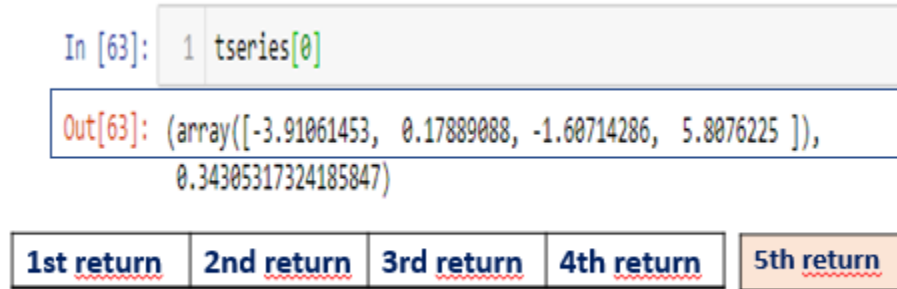 In [63]: 1 tseries[0]
Out[63]: (array([-3.91061453, 0.17889088, -1.60714286, 5.8076225 ]),
0.34305317324185847)
1st return 2nd return 3rd return 4th return 5th return